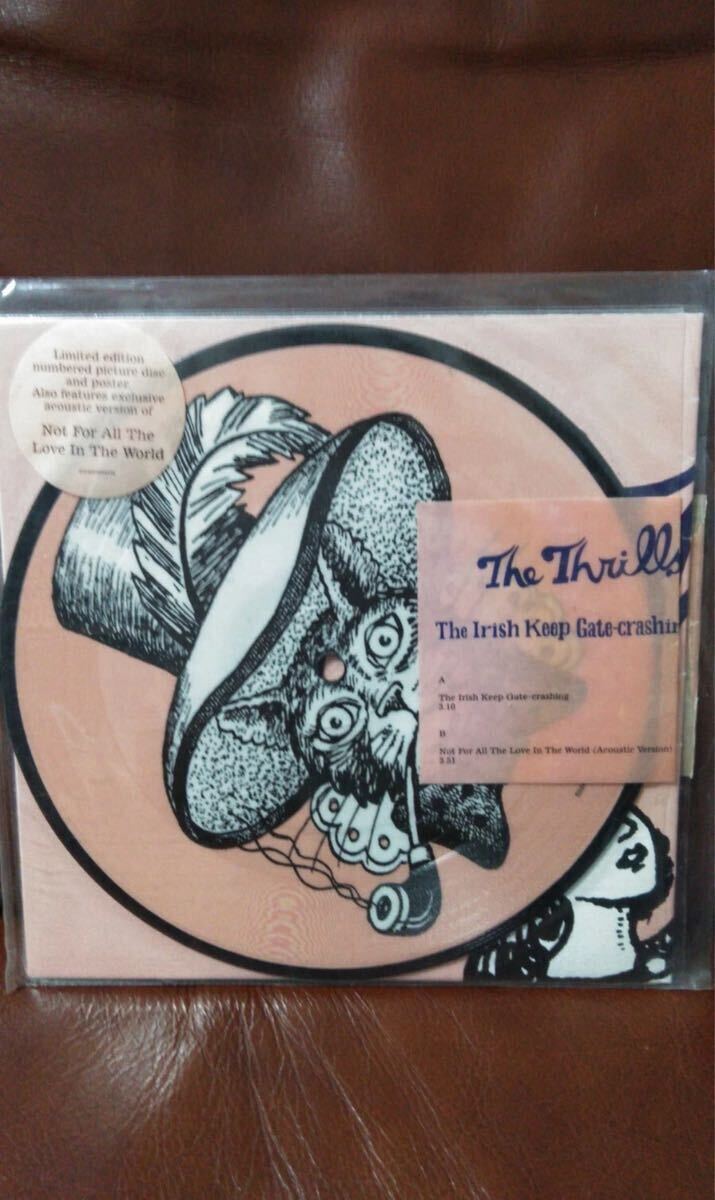 Limited edition
numbered picture disc
and poster
Also features exclusive
acoustic version of
Not For All The
Love In The World
The Thrills
The Irish Keep Gate-crashin
A
The Irish Keep Gate-crashing
3.10
B
Not For All The Love In The World (Acoustic Version)
3.51